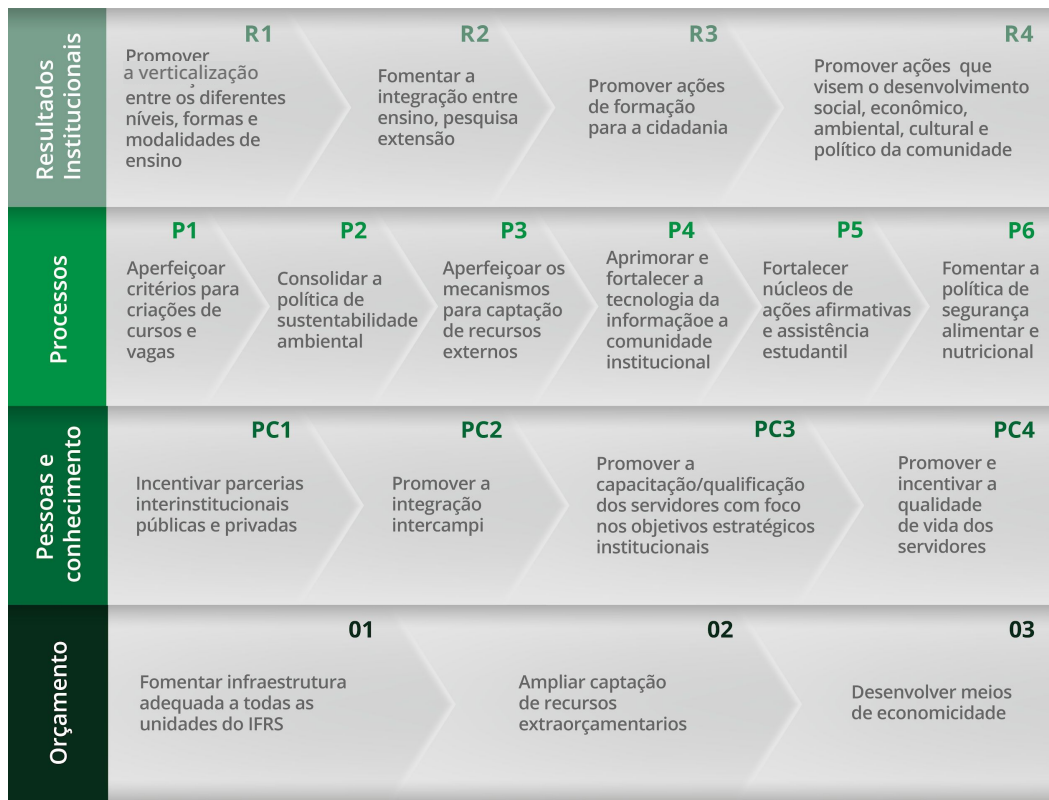 Resultados
Institucionais
R1
Promover
a verticalização
entre os diferentes
níveis, formas e
modalidades de
ensino
R2
Fomentar a
integração entre
ensino, pesquisa
extensão
R3
Promover ações
de formação
para a cidadania
R4
Promover ações que
visem o desenvolvimento
social, econômico,
ambiental, cultural e
político da comunidade
Processos
P1
Aperfeiçoar
critérios para
criações de
cursos e
vagas
P2
Consolidar a
política de
sustentabilidade
ambiental
P3
Aperfeiçoar os
mecanismos
para captação
de recursos
externos
P4
Aprimorar e
fortalecer a
tecnologia da
informaçãoe a
comunidade
institucional
P5
Fortalecer
núcleos de
ações afirmativas
e assistência
estudantil
P6
Fomentar a
política de
segurança
alimentar e
nutricional
Pessoas e
conhecimento
PC1
Incentivar parcerias
interinstitucionais
públicas e privadas
PC2
Promover a
integração
intercampi
PC3
Promover a
capacitação/qualificação
dos servidores com foco
nos objetivos estratégicos
institucionais
PC4
Promover e
incentivar a
qualidade
de vida dos
servidores
Orçamento
01
Fomentar infraestrutura
adequada a todas as
unidades do IFRS
02
Ampliar captação
de recursos
extraorçamentarios
03
Desenvolver meios
de economicidade